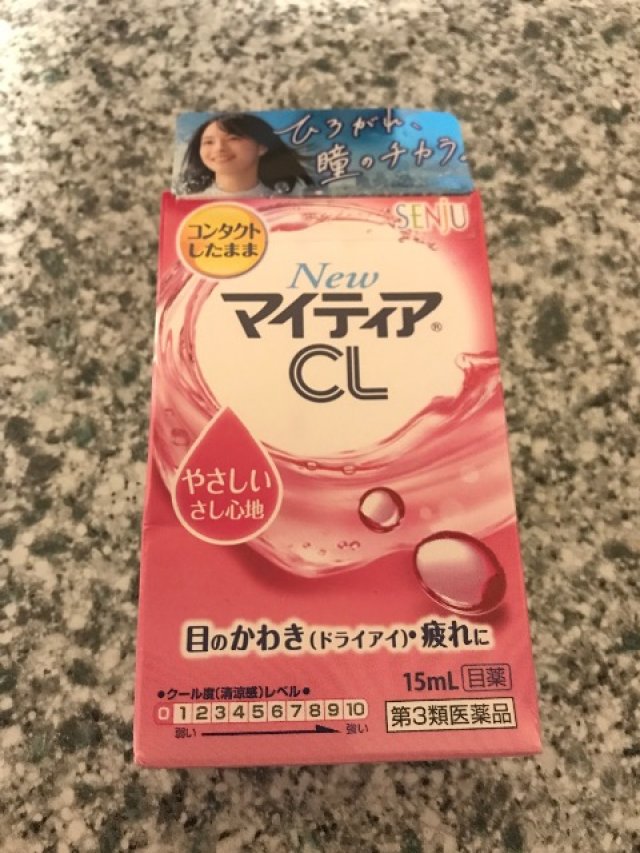 ひろがれ、
瞳のチカラ。
SENJU
コンタクト
したまま
New
マイティア®
CL
やさしい
さし心地
目のかわき(ドライアイ)・疲れに
15mL 目薬
•クール度(清涼感)レベル•
0 1 2 3 4 5 6 7 8 9 10
弱い 強い
第3類医薬品